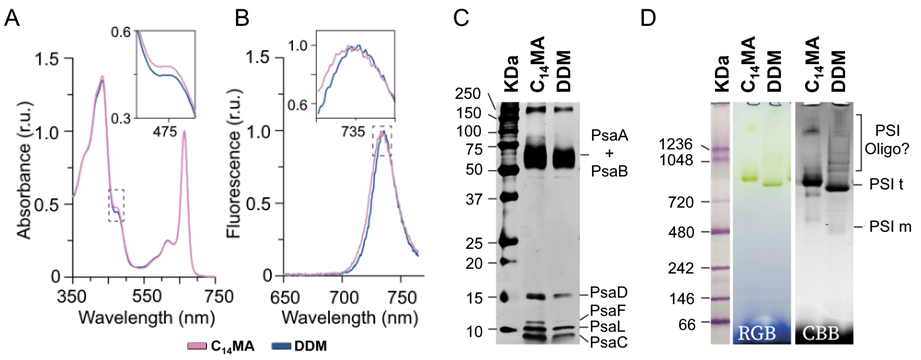 A
Absorbance (r.u.)
1.5
1.0
0.5
0
350
550
750
Wavelength (nm)
0.6
0.3
475
B
Fluorescence (r.u.)
1.5
1.0
0.5
0
650
700
750
Wavelength (nm)
1.0
0.6
735
C₁₄MA
DDM
C
KDa
C₁₄MA
DDM
250
150
100
75
50
37
25
20
15
10
PsaA
+
PsaB
PsaD
PsaF
PsaL
PsaC
D
KDa
C₁₄MA
DDM
C₁₄MA
DDM
1236
1048
720
480
242
146
66
RGB
CBB
PSI
Oligo?
PSI t
PSI m